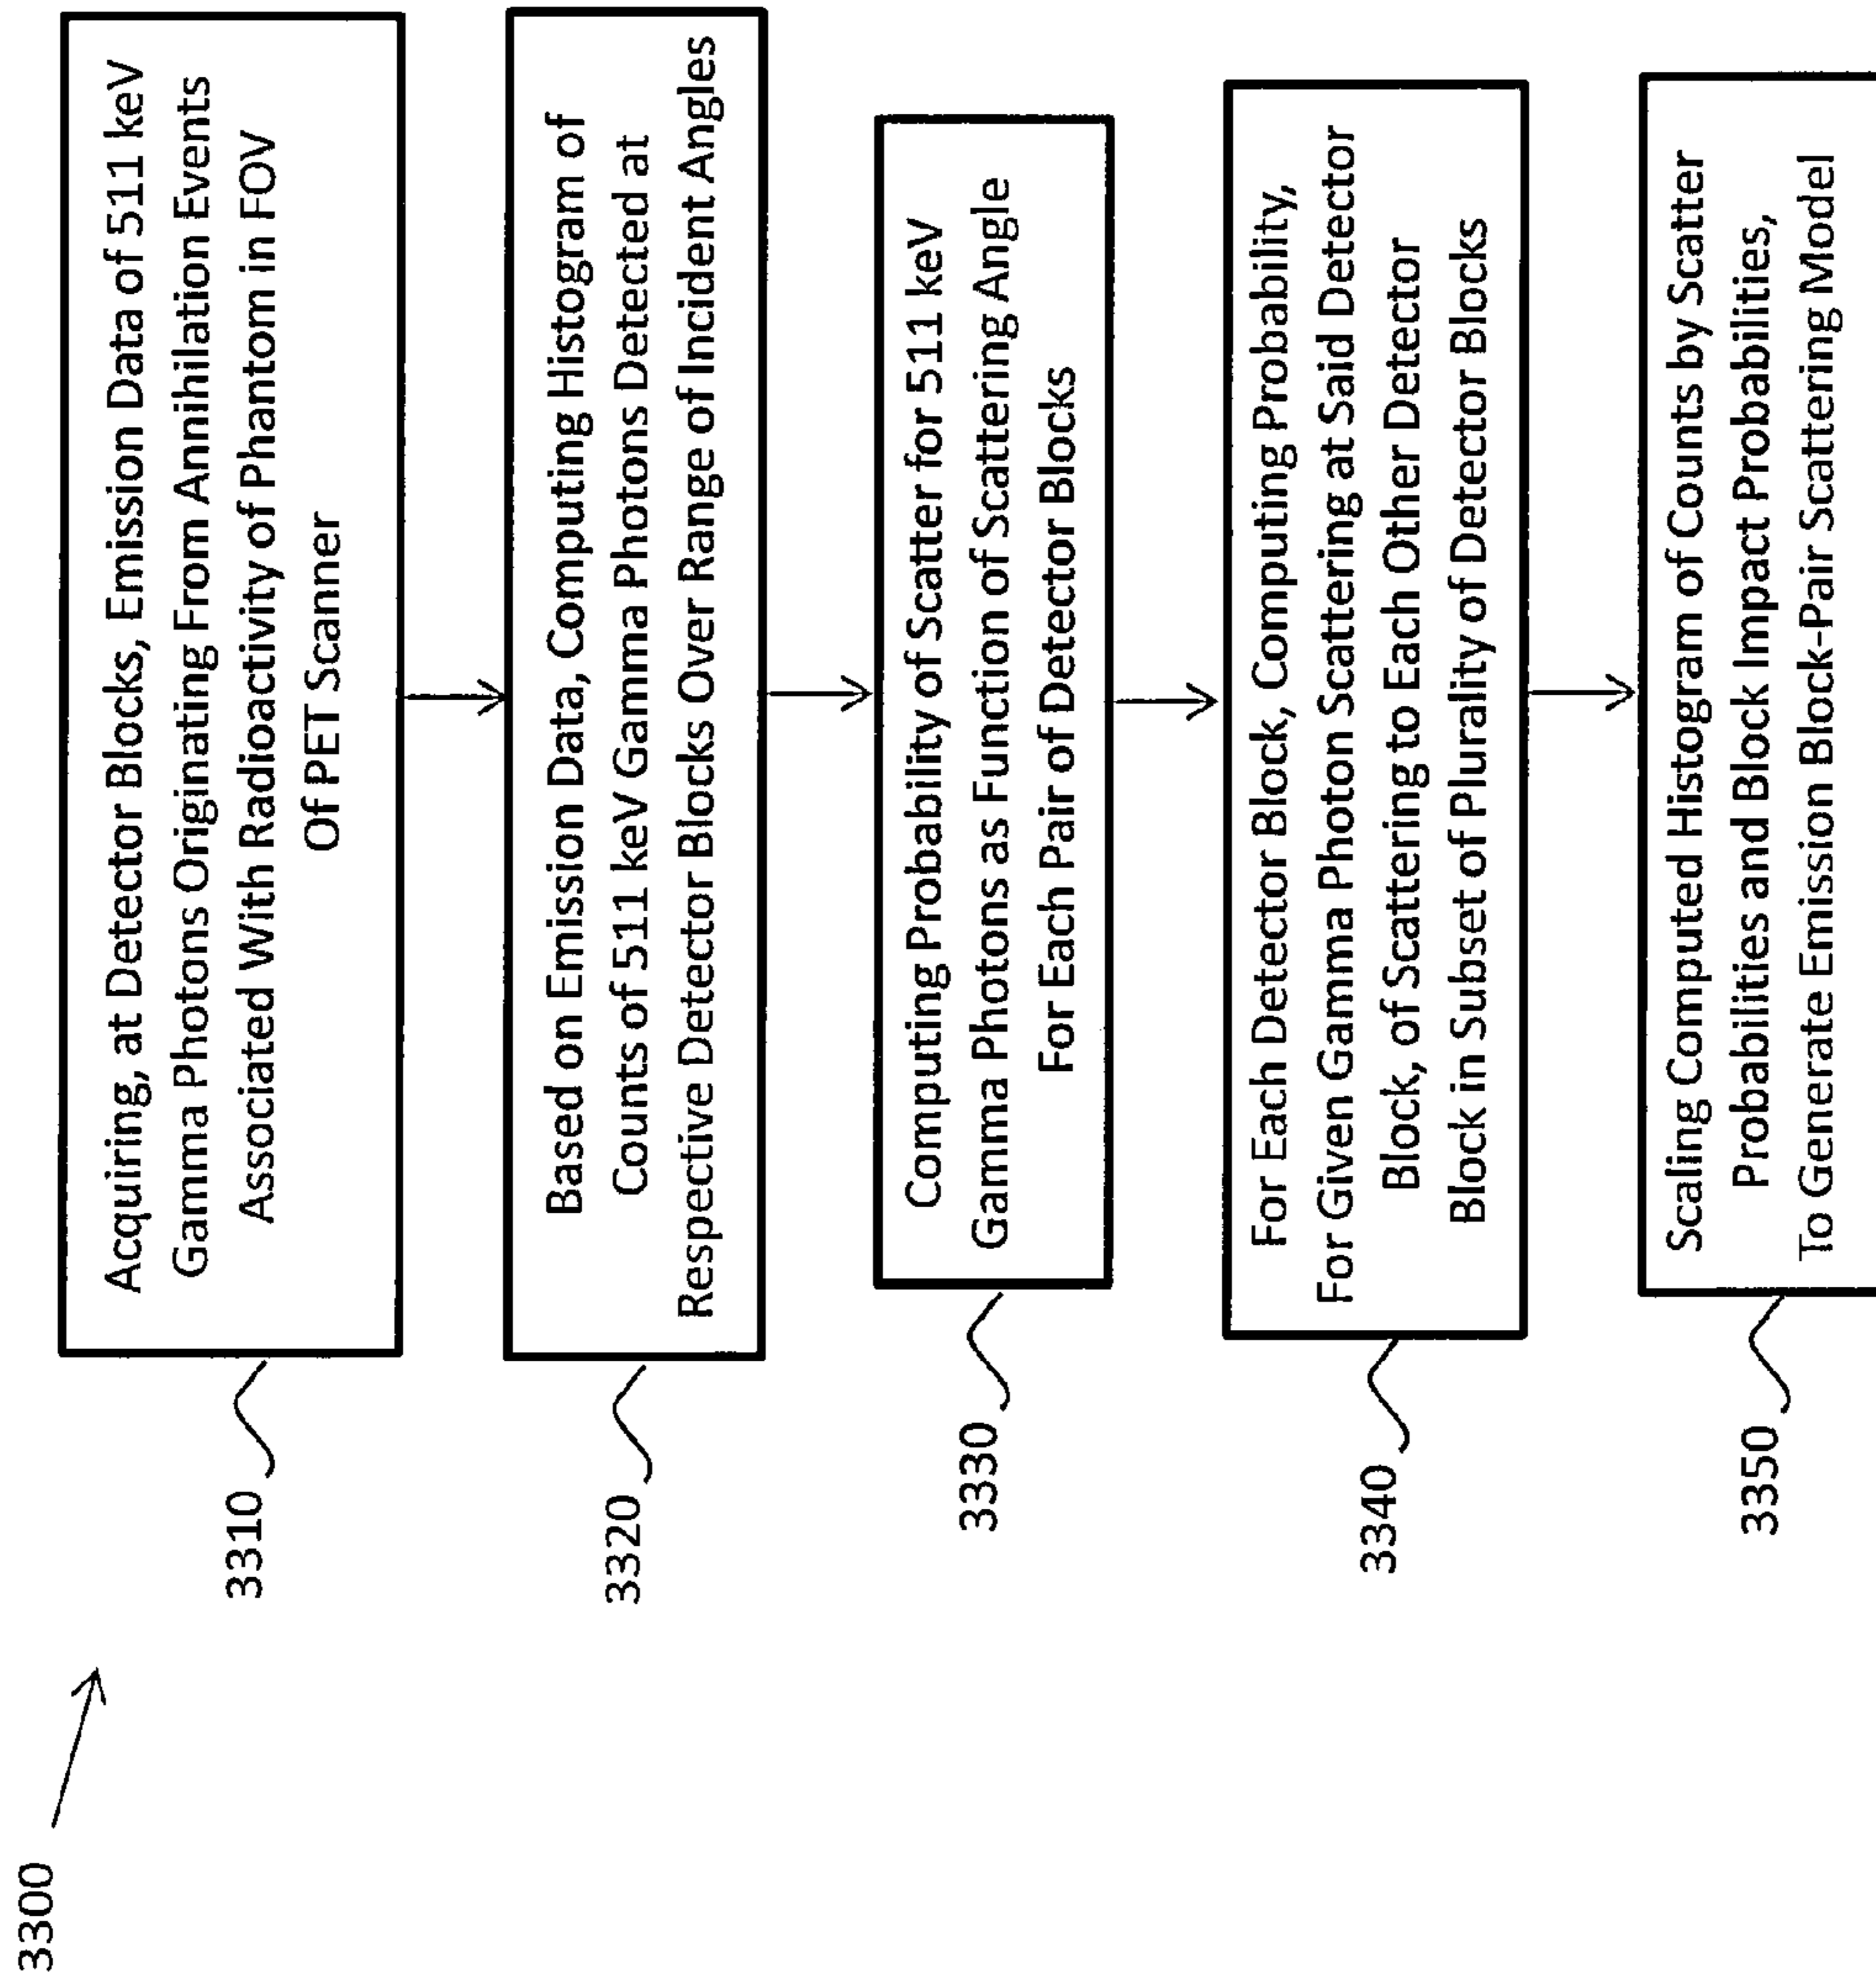 3300
3310
Acquiring, at Detector Blocks, Emission Data of 511 keV
Gamma Photons Originating From Annihilation Events
Associated With Radioactivity of Phantom in FOV
Of PET Scanner
3320
Based on Emission Data, Computing Histogram of
Counts of 511 keV Gamma Photons Detected at
Respective Detector Blocks Over Range of Incident Angles
3330
Computing Probability of Scatter for 511 keV
Gamma Photons as Function of Scattering Angle
For Each Pair of Detector Blocks
3340
For Each Detector Block, Computing Probability,
For Given Gamma Photon Scattering at Said Detector
Block, of Scattering to Each Other Detector
Block in Subset of Plurality of Detector Blocks
3350
Scaling Computed Histogram of Counts by Scatter
Probabilities and Block Impact Probabilities,
To Generate Emission Block-Pair Scattering Model